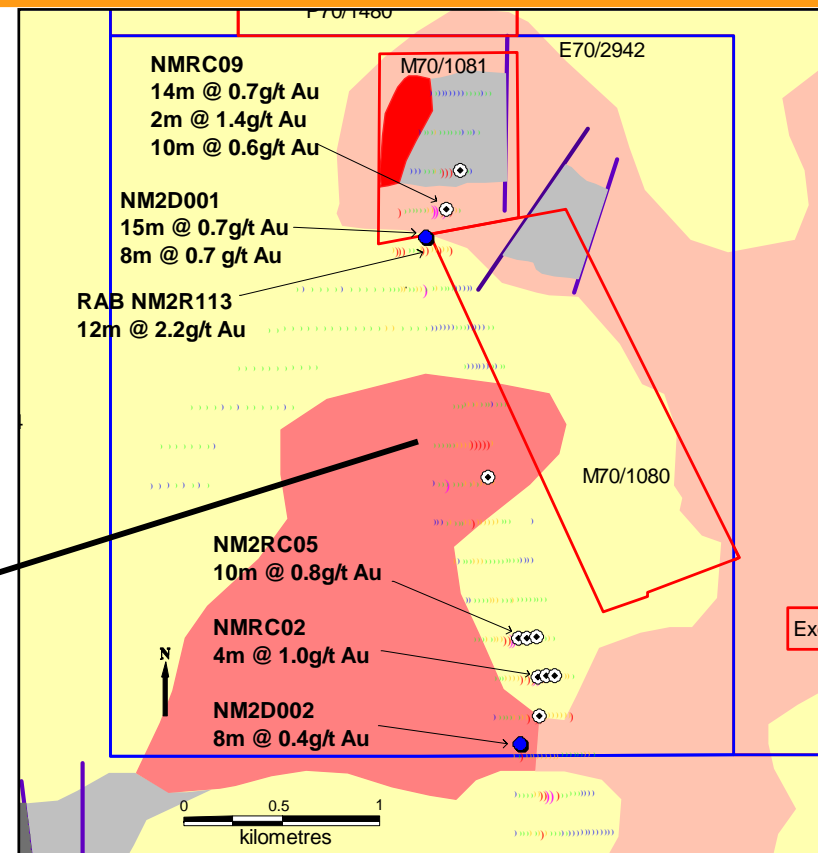 P70/1480
E70/2942
M70/1081
NMRC09
14m @ 0.7g/t Au
2m @ 1.4g/t Au
10m @ 0.6g/t Au
NM2D001
15m @ 0.7g/t Au
8m @ 0.7 g/t Au
RAB NM2R113
12m @ 2.2g/t Au
M70/1080
NM2RC05
10m @ 0.8g/t Au
NMRC02
4m @ 1.0g/t Au
NM2D002
8m @ 0.4g/t Au
N
0 0.5 1
kilometres